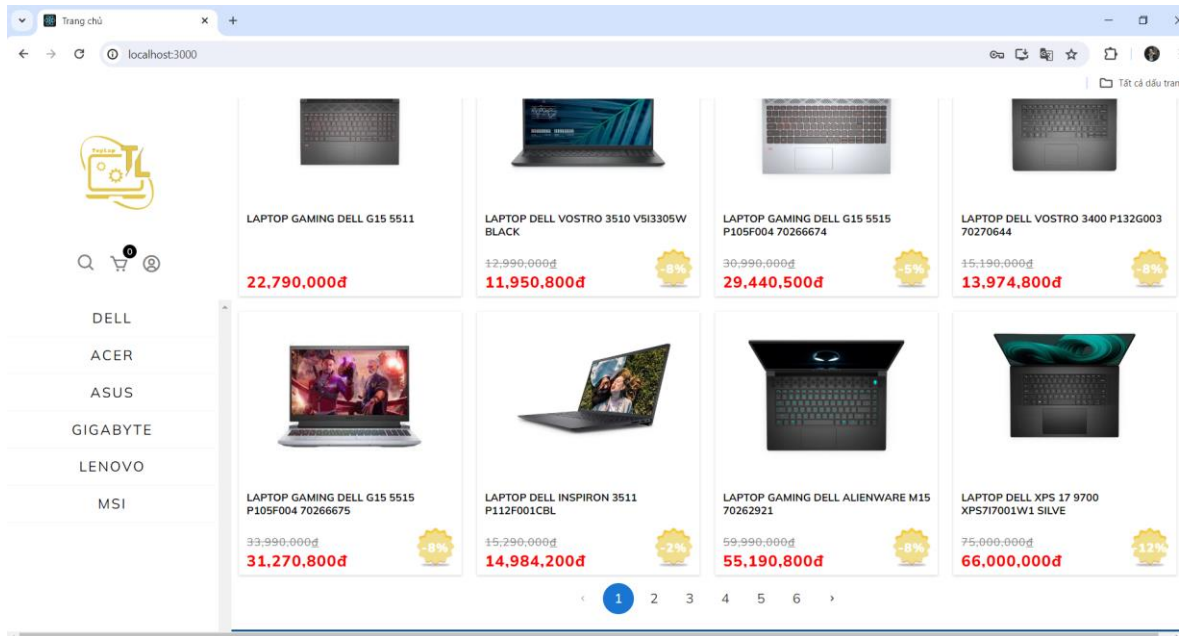 Trang chủ
localhost:3000
Tất cả dấu tran
TopLap
TL
0
DELL
ACER
ASUS
GIGABYTE
LENOVO
MSI
LAPTOP GAMING DELL G15 5511
22,790,000đ
LAPTOP DELL VOSTRO 3510 V5I3305W
BLACK
12,990,000đ
11,950,800đ
-8%
LAPTOP GAMING DELL G15 5515
P105F004 70266674
30,990,000đ
29,440,500đ
-5%
LAPTOP DELL VOSTRO 3400 P132G003
70270644
15,190,000đ
13,974,800đ
-8%
LAPTOP GAMING DELL G15 5515
P105F004 70266675
33,990,000đ
31,270,800đ
-8%
LAPTOP DELL INSPIRON 3511
P112F001CBL
15,290,000đ
14,984,200đ
-2%
LAPTOP GAMING DELL ALIENWARE M15
70262921
59,990,000đ
55,190,800đ
-8%
LAPTOP DELL XPS 17 9700
XPS7I7001W1 SILVE
75,000,000đ
66,000,000đ
-12%
1 2 3 4 5 6